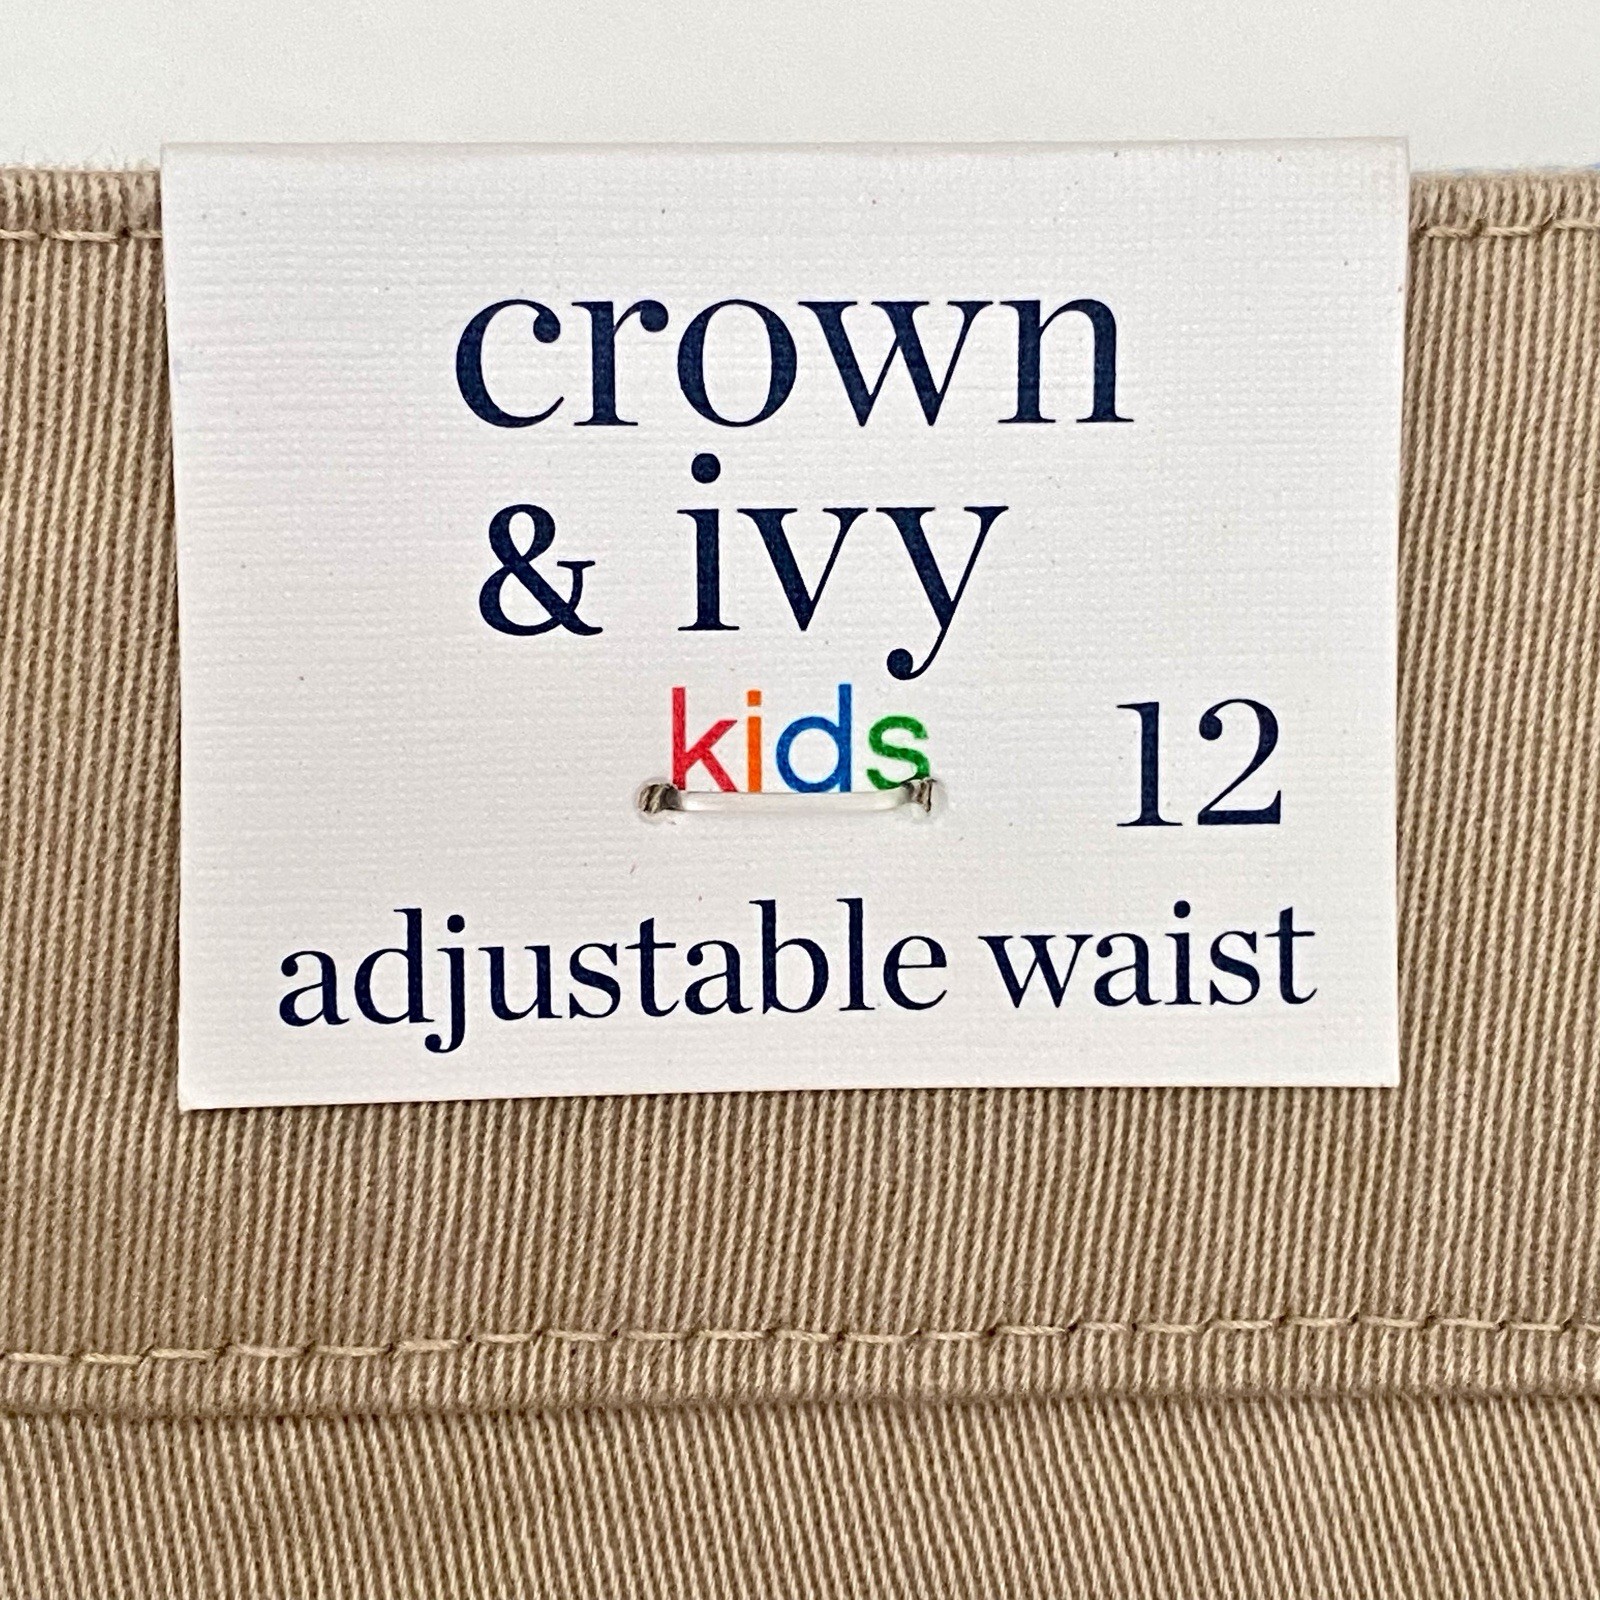 crown
& ivy
kids 12
adjustable waist